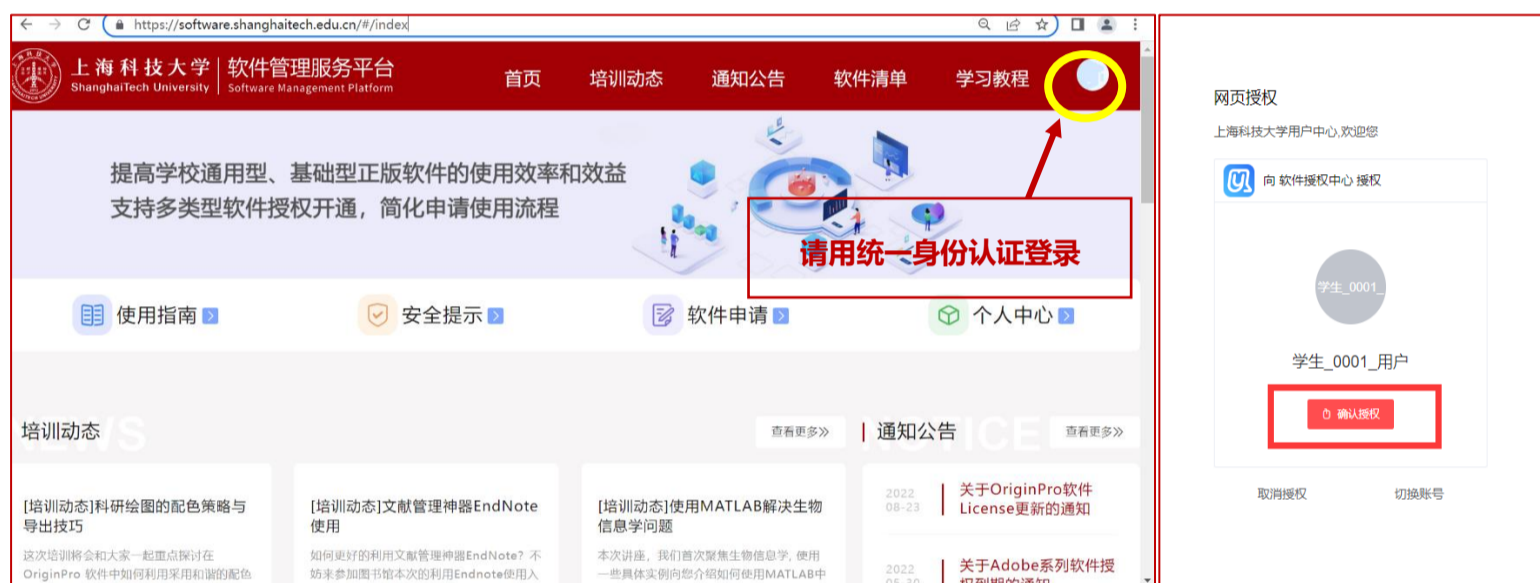 https://software.shanghaitech.edu.cn/#/index
上海科技大学
ShanghaiTech University
软件管理服务平台
Software Management Platform
首页
培训动态
通知公告
软件清单
学习教程
提高学校通用型、基础型正版软件的使用效率和效益
支持多类型软件授权开通，简化申请使用流程
请用统一身份认证登录
使用指南
安全提示
软件申请
个人中心
NEWS
培训动态
查看更多
NOTICE
通知公告
查看更多
[培训动态]科研绘图的配色策略与
导出技巧
这次培训将会和大家一起重点探讨在
OriginPro 软件中如何利用采用和谐的配色
[培训动态]文献管理神器EndNote
使用
如何更好的利用文献管理神器EndNote？不
妨来参加图书馆本次的利用Endnote使用入
[培训动态]使用MATLAB解决生物
信息学问题
本次讲座，我们首次聚焦生物信息学, 使用
一些具体实例向您介绍如何使用MATLAB中
2022
08-23
关于OriginPro软件
License更新的通知
2022
05-30
关于Adobe系列软件授
权到期的通知
网页授权
上海科技大学用户中心,欢迎您
向 软件授权中心 授权
学生_0001_
学生_0001_用户
确认授权
取消授权
切换账号